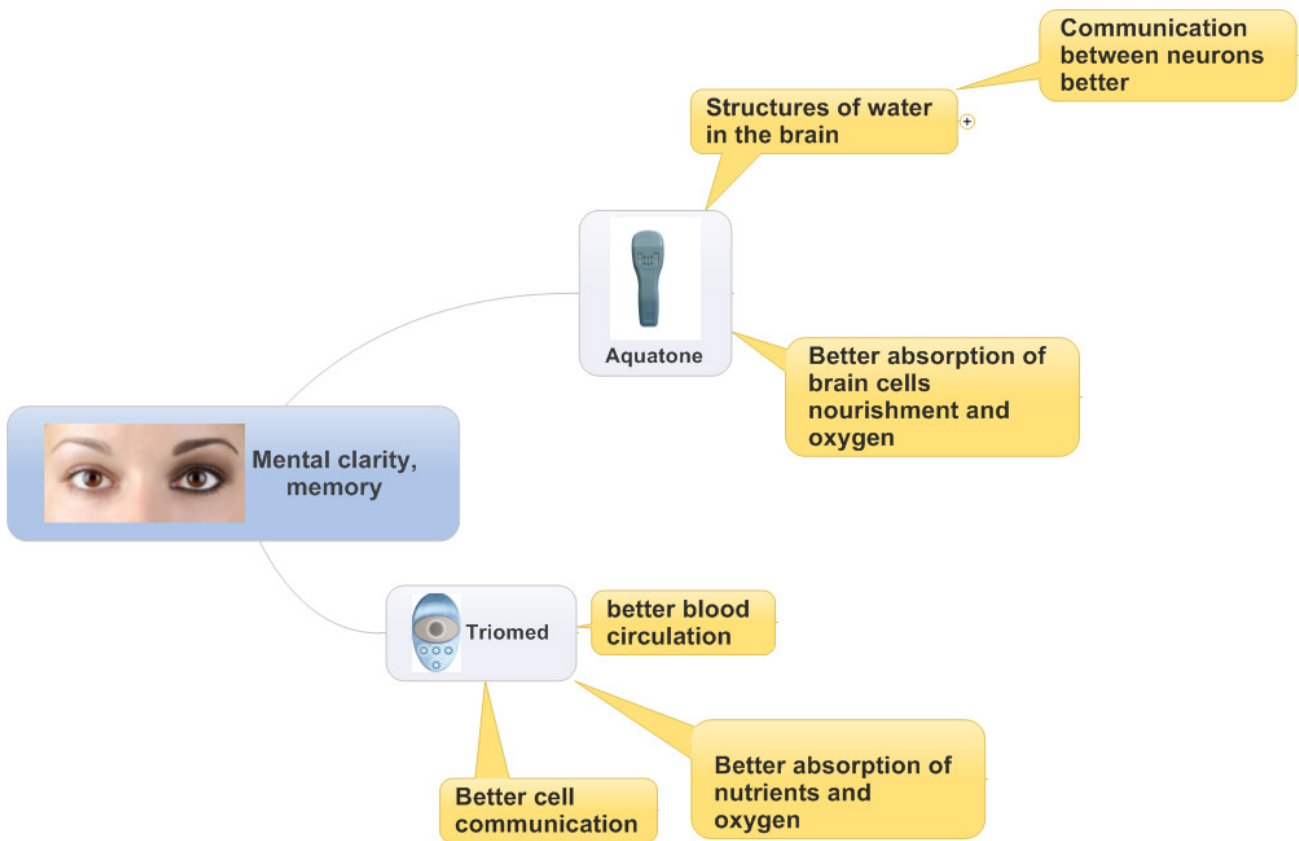 Communication
between neurons
better
Structures of water
in the brain
Aquatone
Better absorption of
brain cells
nourishment and
oxygen
Mental clarity,
memory
Triomed
better blood
circulation
Better absorption of
nutrients and
oxygen
Better cell
communication